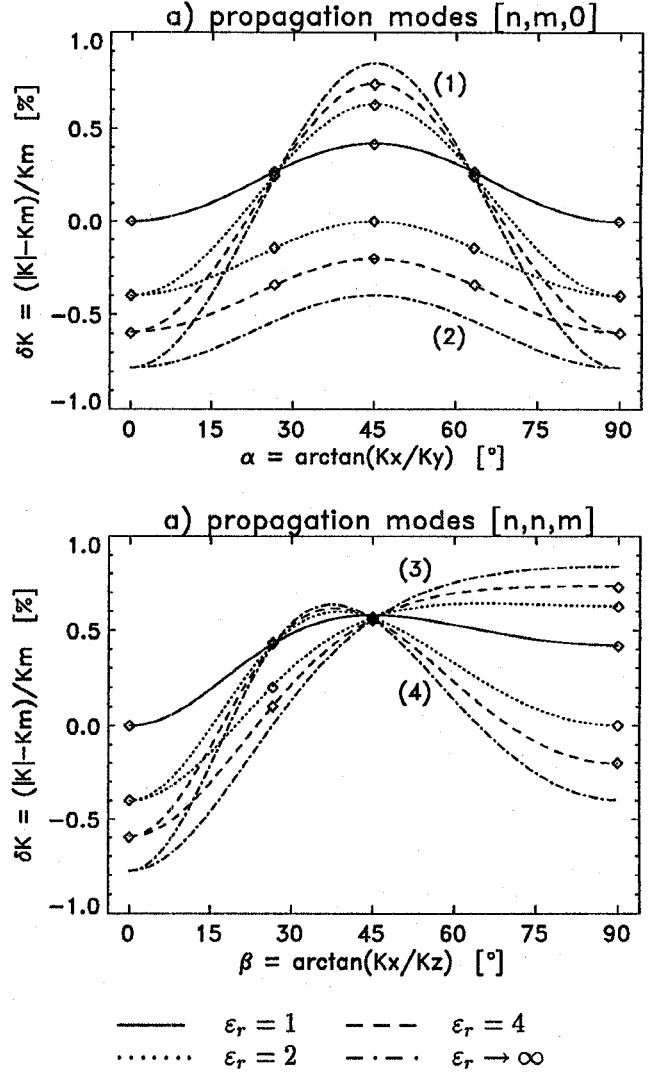 a) propagation modes [n,m,0]
δK = (|K|−Km)/Km [%]
1.0
0.5
0.0
−0.5
−1.0
(1)
(2)
0 15 30 45 60 75 90
α = arctan(Kx/Ky) [°]
a) propagation modes [n,n,m]
δK = (|K|−Km)/Km [%]
1.0
0.5
0.0
−0.5
−1.0
(3)
(4)
0 15 30 45 60 75 90
β = arctan(Kx/Kz) [°]
εr = 1 εr = 4
εr = 2 εr → ∞